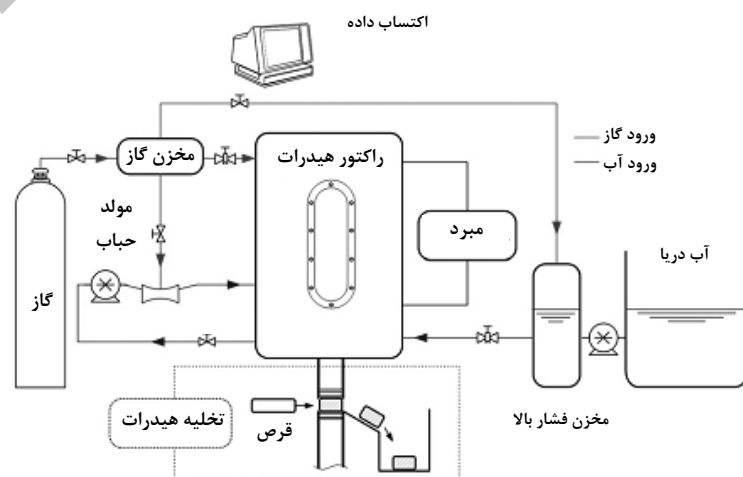 اکتساب داده
ورود گاز
ورود آب
مخزن گاز
راکتور هیدرات
مولد
حباب
مبرد
آب دریا
گاز
تخلیه هیدرات
قرص
مخزن فشار بالا